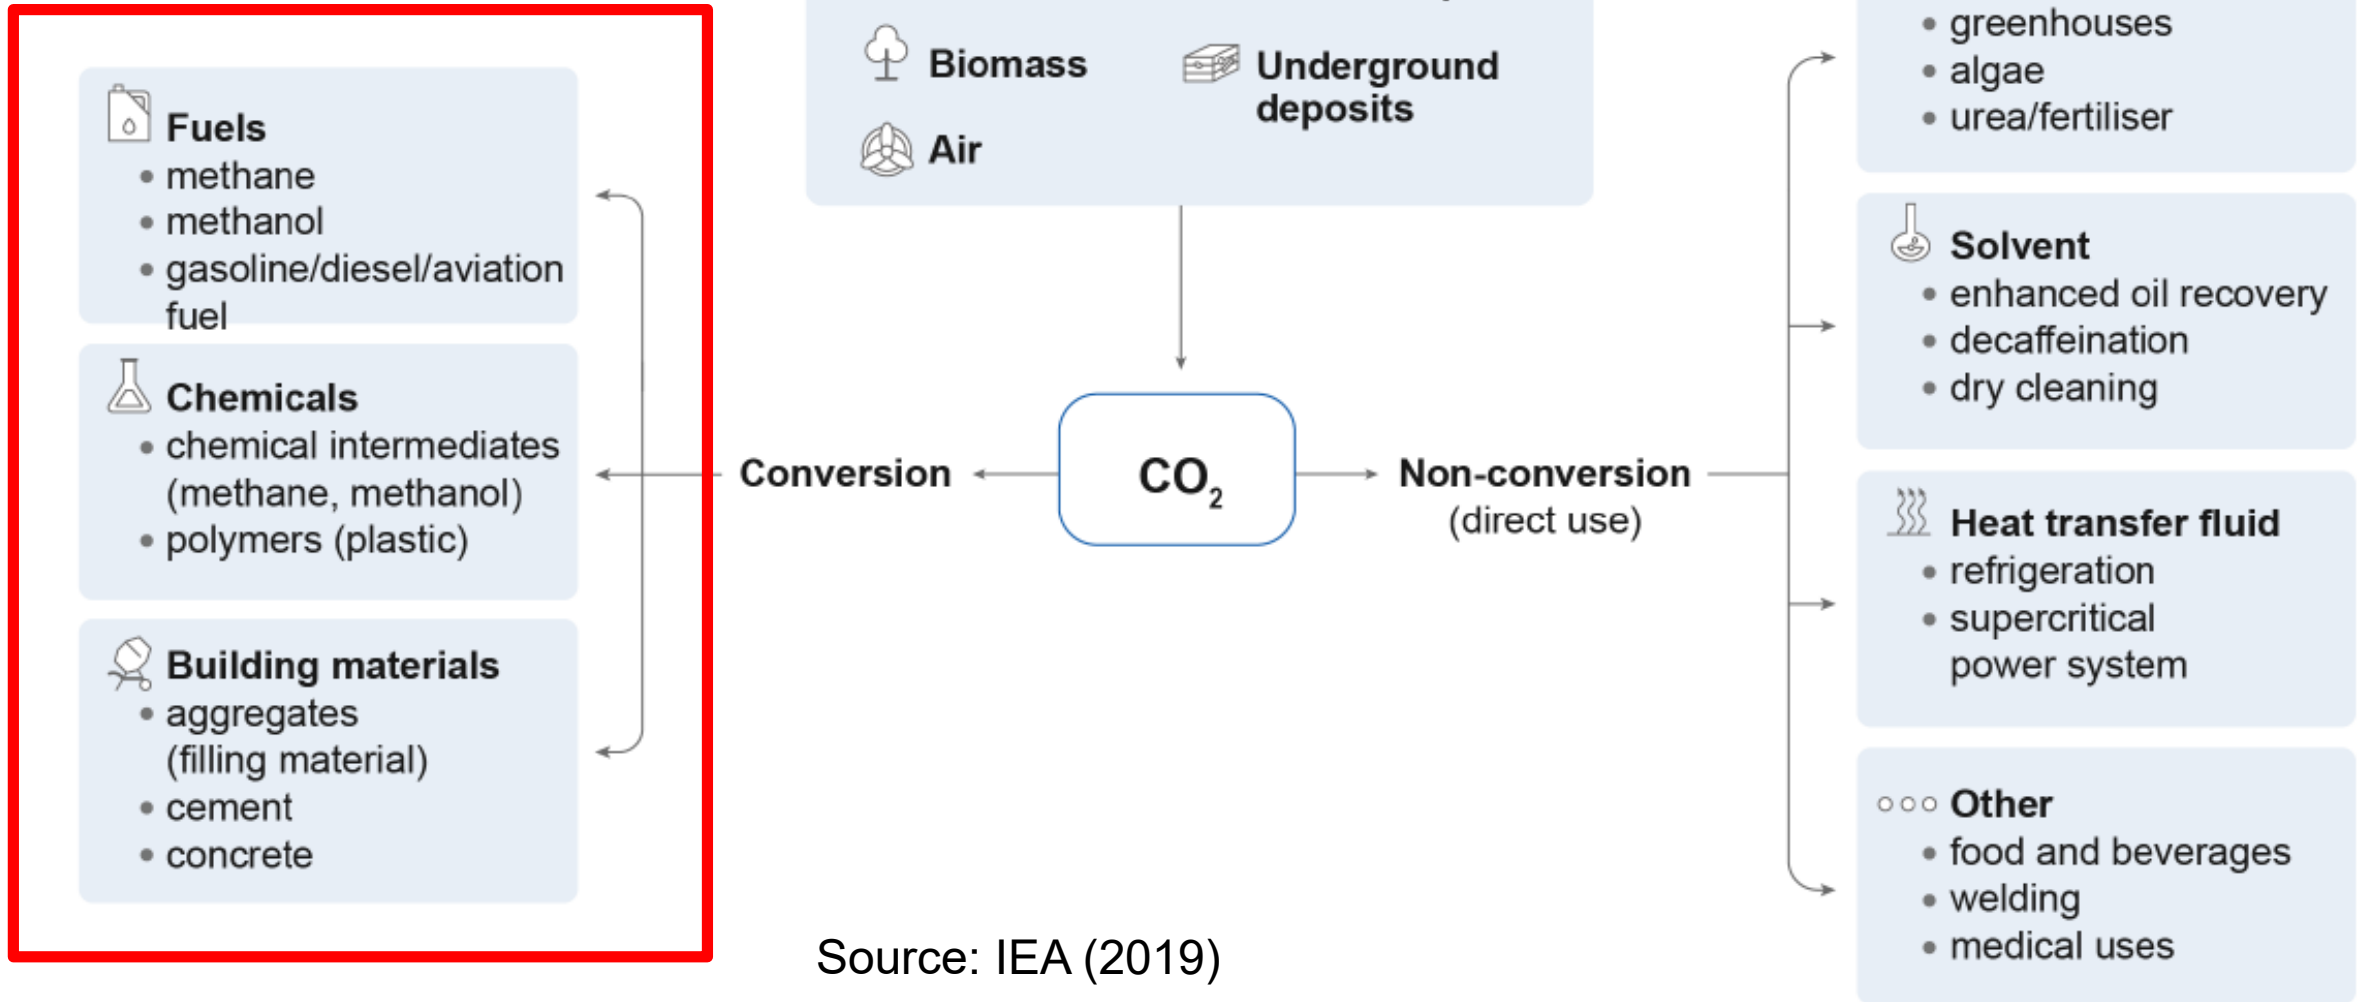 Fuels
• methane
• methanol
• gasoline/diesel/aviation
fuel
Chemicals
• chemical intermediates
(methane, methanol)
• polymers (plastic)
Building materials
• aggregates
(filling material)
• cement
• concrete
Biomass
Underground
deposits
Air
Conversion
CO₂
Non-conversion
(direct use)
• greenhouses
• algae
• urea/fertiliser
Solvent
• enhanced oil recovery
• decaffeination
• dry cleaning
Heat transfer fluid
• refrigeration
• supercritical
power system
Other
• food and beverages
• welding
• medical uses
Source: IEA (2019)